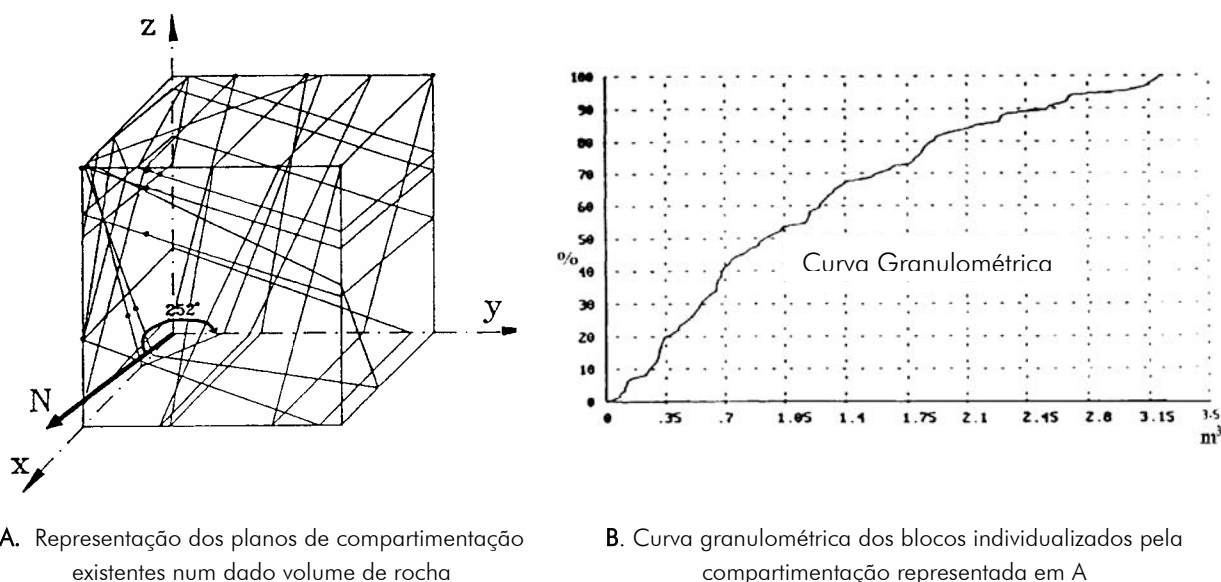 z
y
252°
N
x
100
90
80
70
60
50
%
40
30
20
10
0
Curva Granulométrica
0 .35 .7 1.05 1.4 1.75 2.1 2.45 2.8 3.15 3.5
m³
A. Representação dos planos de compartimentação
existentes num dado volume de rocha
B. Curva granulométrica dos blocos individualizados pela
compartimentação representada em A